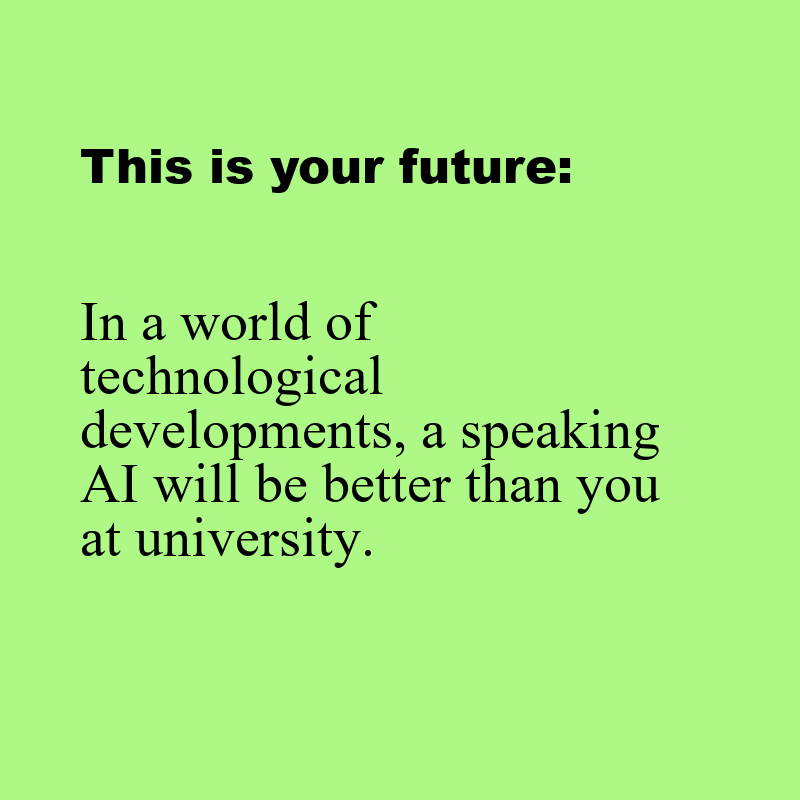 This is your future:
In a world of
technological
developments, a speaking
AI will be better than you
at university.